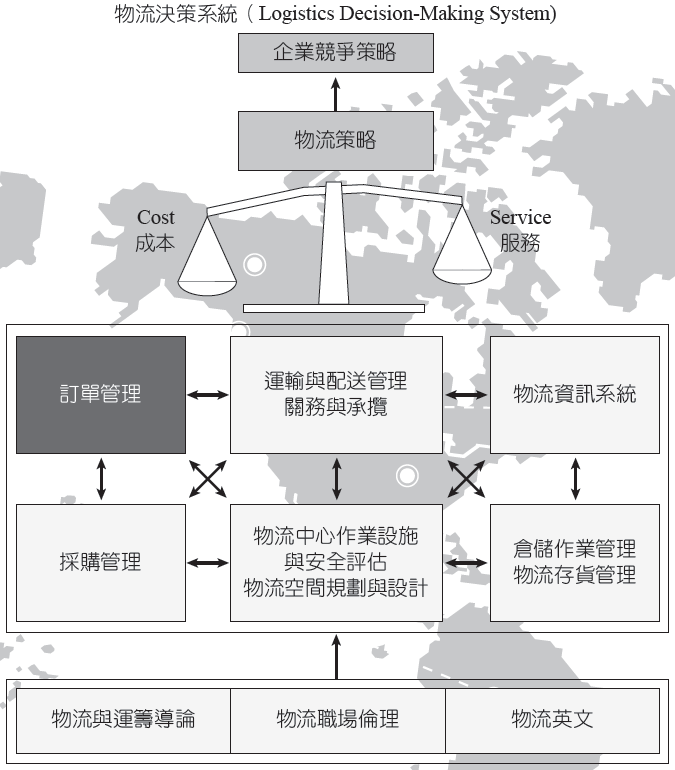 物流決策系統（Logistics Decision-Making System)
企業競爭策略
物流策略
Cost
成本
Service
服務
訂單管理
運輸與配送管理
關務與承攬
物流資訊系統
採購管理
物流中心作業設施
與安全評估
物流空間規劃與設計
倉儲作業管理
物流存貨管理
物流與運籌導論
物流職場倫理
物流英文